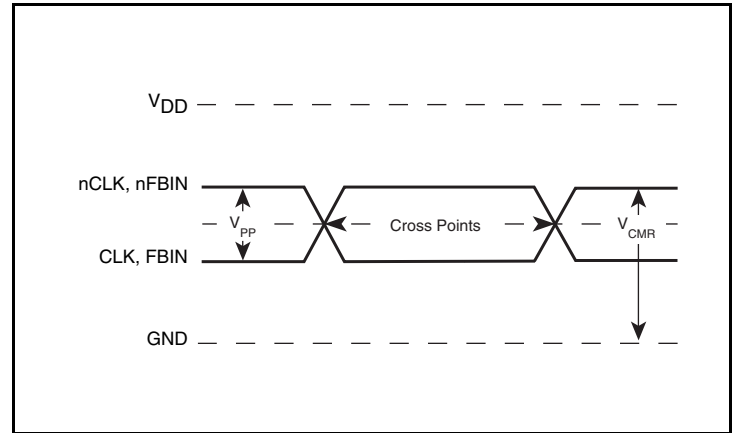 VDD
nCLK, nFBIN
VPP
Cross Points
VCMR
CLK, FBIN
GND